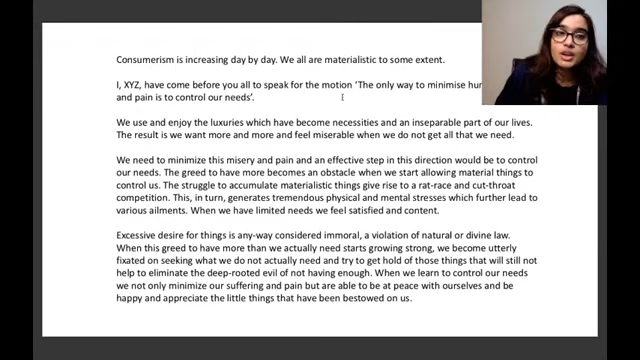 Consumerism is increasing day by day. We all are materialistic to some extent.
I, XYZ, have come before you all to speak for the motion ‘The only way to minimise
and pain is to control our needs’.
We use and enjoy the luxuries which have become necessities and an inseparable part of our lives.
The result is we want more and more and feel miserable when we do not get all that we need.
We need to minimize this misery and pain and an effective step in this direction would be to control
our needs. The greed to have more becomes an obstacle when we start allowing material things to
control us. The struggle to accumulate materialistic things give rise to a rat-race and cut-throat
competition. This, in turn, generates tremendous physical and mental stresses which further lead to
various ailments. When we have limited needs we feel satisfied and content.
Excessive desire for things is any-way considered immoral, a violation of natural or divine law.
When this greed to have more than we actually need starts growing strong, we become utterly
fixated on seeking what we do not actually need and try to get hold of those things that will still not
help to eliminate the deep-rooted evil of not having enough. When we learn to control our needs
we not only minimize our suffering and pain but are able to be at peace with ourselves and be
happy and appreciate the little things that have been bestowed on us.